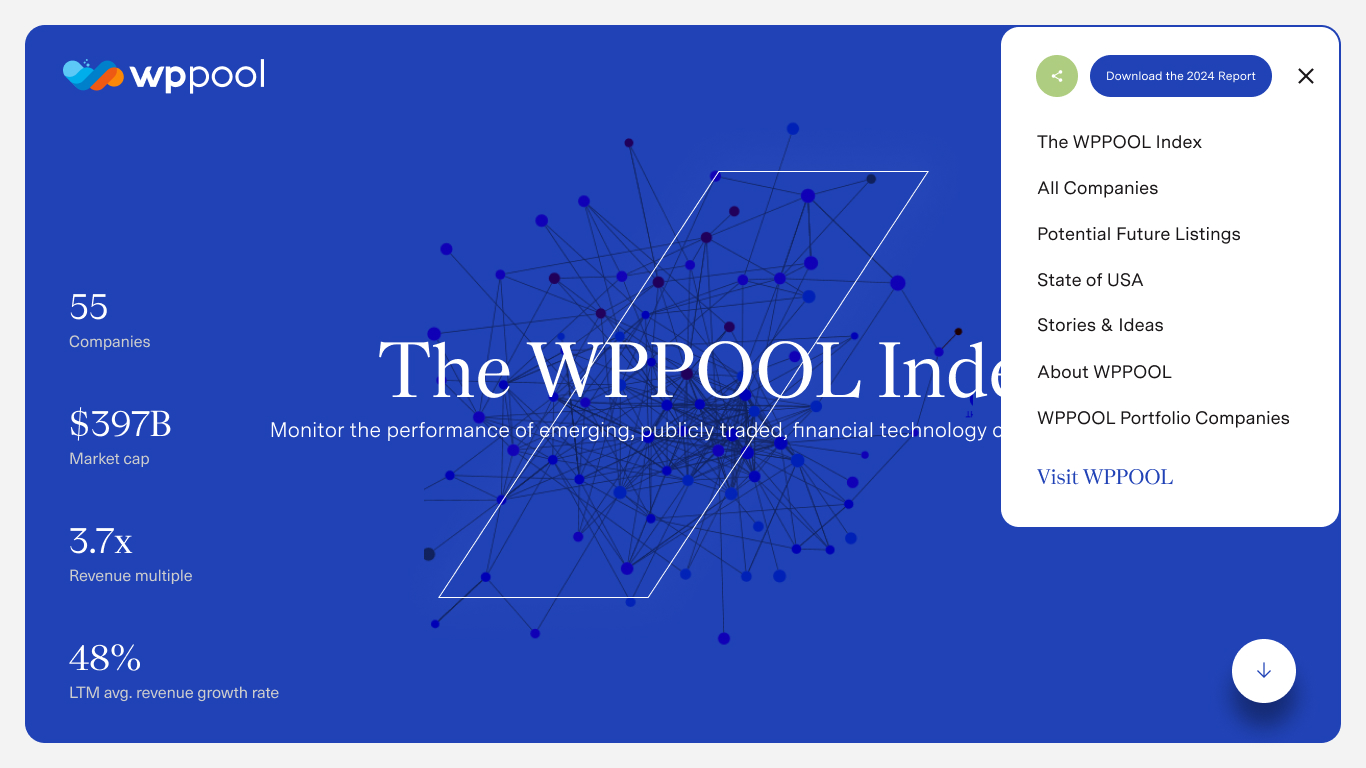 wppool
Download the 2024 Report
The WPPOOL Index
All Companies
Potential Future Listings
State of USA
Stories & Ideas
About WPPOOL
WPPOOL Portfolio Companies
Visit WPPOOL
55
Companies
$397B
Market cap
3.7x
Revenue multiple
48%
LTM avg. revenue growth rate
The WPPOOL Inde
Monitor the performance of emerging, publicly traded, financial technology